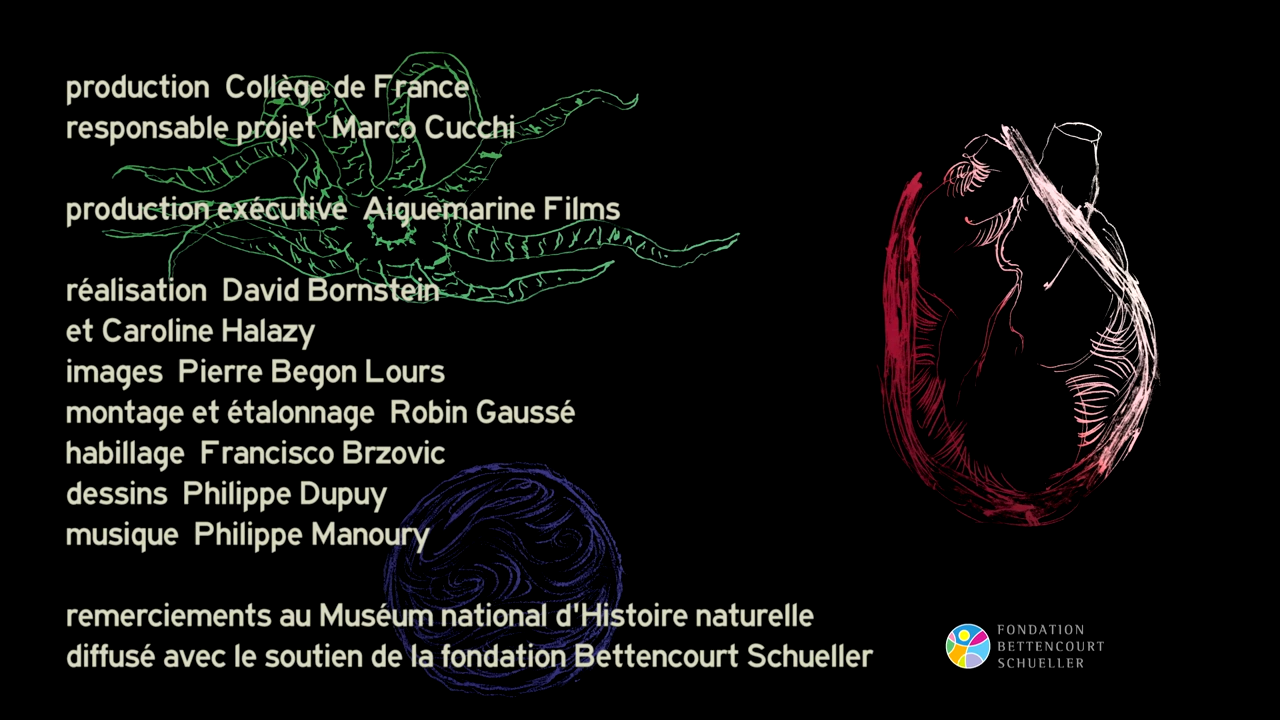 production Collège de France
responsable projet Marco Cucchi
production exécutive Aiguemarine Films
réalisation David Bornstein
et Caroline Halazy
images Pierre Begon Lours
montage et étalonnage Robin Gaussé
habillage Francisco Brzovic
dessins Philippe Dupuy
musique Philippe Manoury
remerciements au Muséum national d'Histoire naturelle
diffusé avec le soutien de la fondation Bettencourt Schueller
FONDATION
BETTENCOURT
SCHUELLER